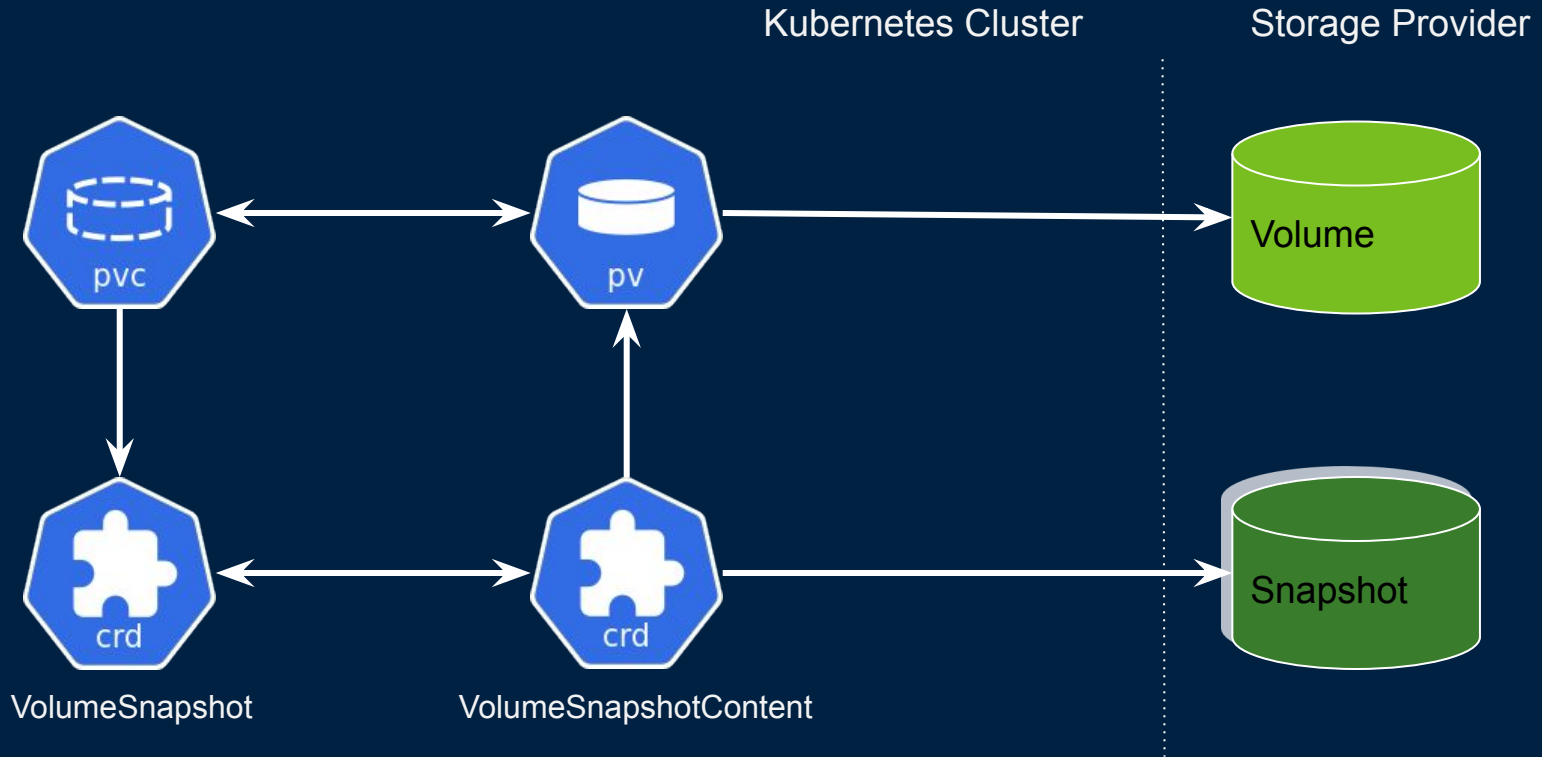 Kubernetes Cluster
Storage Provider
pvc
pv
Volume
crd
crd
Snapshot
VolumeSnapshot
VolumeSnapshotContent